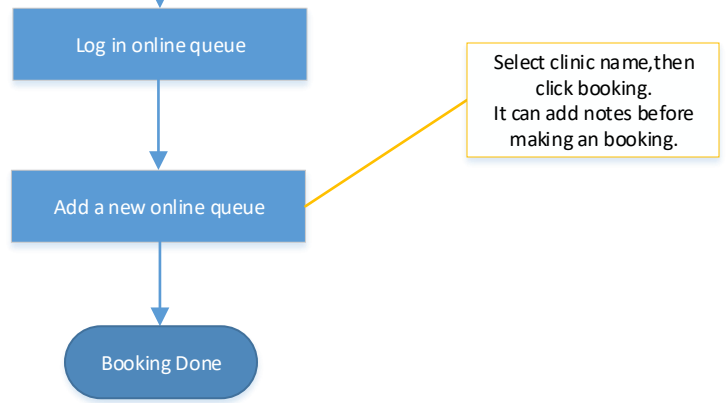 Log in online queue
Select clinic name,then
click booking.
It can add notes before
making an booking.
Add a new online queue
Booking Done